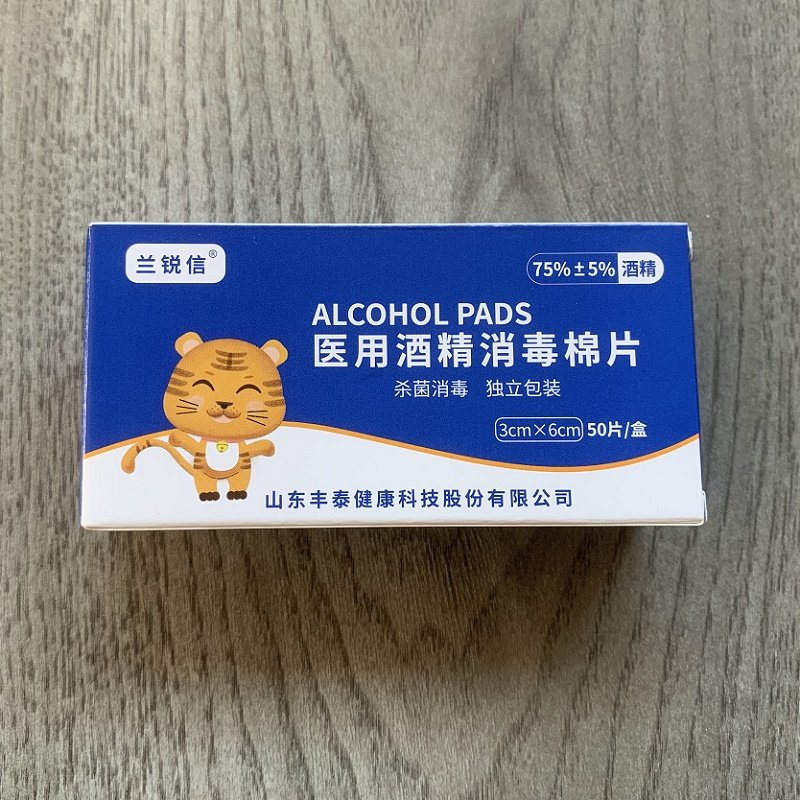 兰锐信®
75%±5% 酒精
ALCOHOL PADS
医用酒精消毒棉片
杀菌消毒 独立包装
3cm×6cm 50片/盒
山东丰泰健康科技股份有限公司